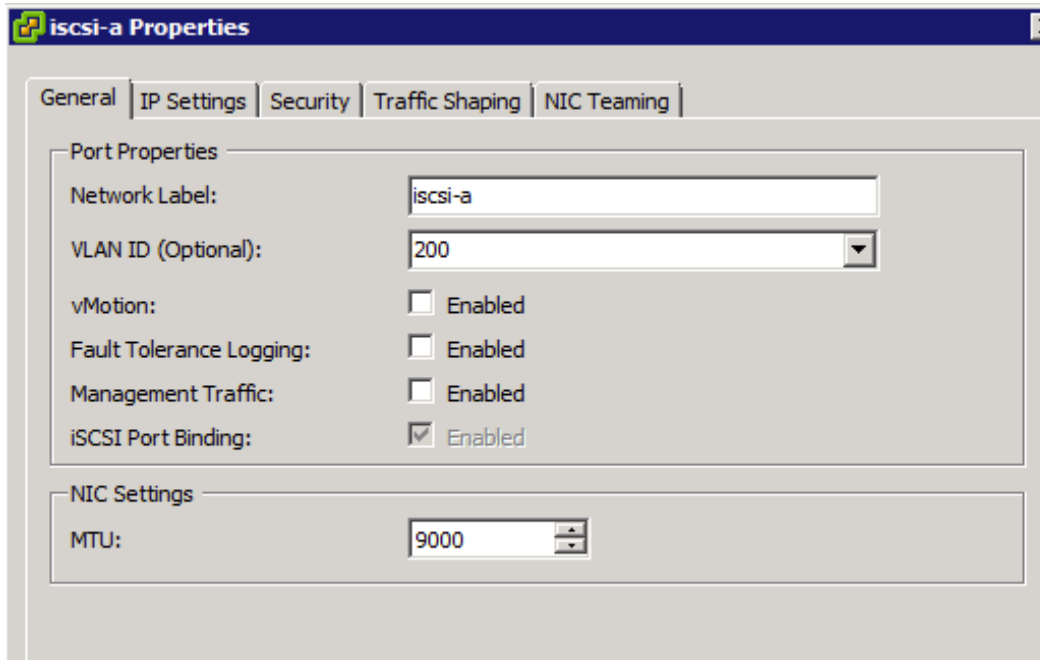 iscsi-a Properties
General IP Settings Security Traffic Shaping NIC Teaming
Port Properties
Network Label: iscsi-a
VLAN ID (Optional): 200
vMotion: Enabled
Fault Tolerance Logging: Enabled
Management Traffic: Enabled
iSCSI Port Binding: Enabled
NIC Settings
MTU: 9000